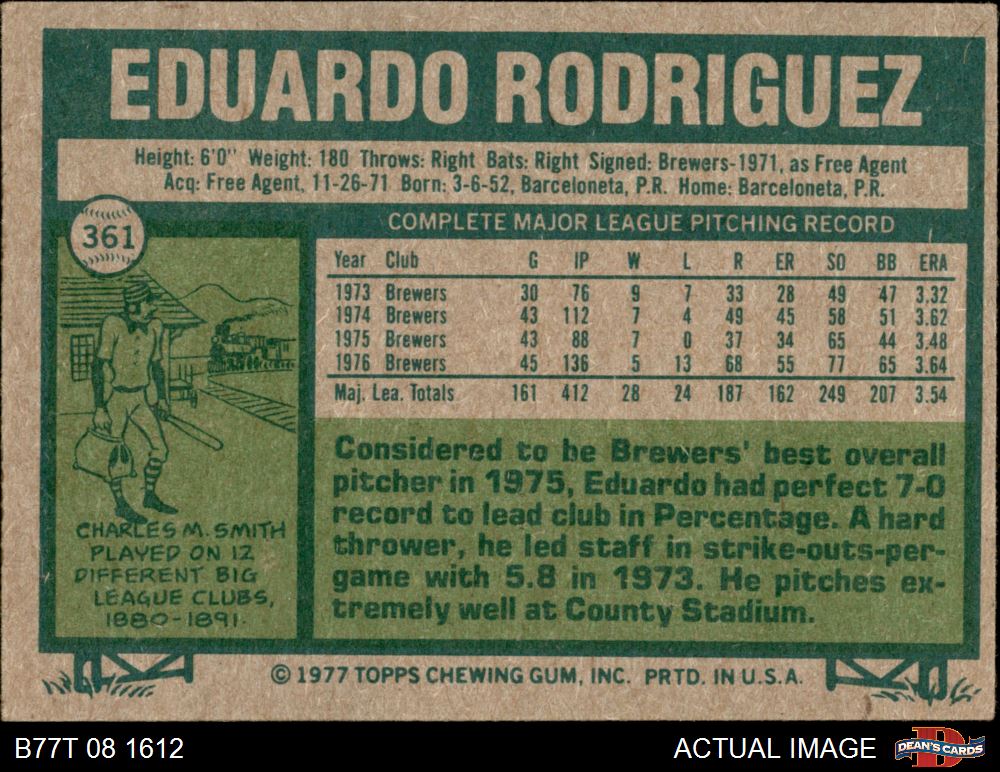 EDUARDO RODRIGUEZ
Height: 6'0" Weight: 180 Throws: Right Bats: Right Signed: Brewers-1971, as Free Agent
Acq: Free Agent, 11-26-71 Born: 3-6-52, Barceloneta, P.R. Home: Barceloneta, P.R.
361
COMPLETE MAJOR LEAGUE PITCHING RECORD
Year Club G IP W L R ER SO BB ERA
1973 Brewers 30 76 9 7 33 28 49 47 3.32
1974 Brewers 43 112 7 4 49 45 58 51 3.62
1975 Brewers 43 88 7 0 37 34 65 44 3.48
1976 Brewers 45 136 5 13 68 55 77 65 3.64
Maj. Lea. Totals 161 412 28 24 187 162 249 207 3.54
CHARLES M. SMITH
PLAYED ON 12
DIFFERENT BIG
LEAGUE CLUBS,
1880-1891.
Considered to be Brewers' best overall
pitcher in 1975, Eduardo had perfect 7-0
record to lead club in Percentage. A hard
thrower, he led staff in strike-outs-per-
game with 5.8 in 1973. He pitches ex-
tremely well at County Stadium.
© 1977 TOPPS CHEWING GUM, INC. PRTD. IN U.S.A.
B77T 08 1612
ACTUAL IMAGE
D
DEAN'S CARDS